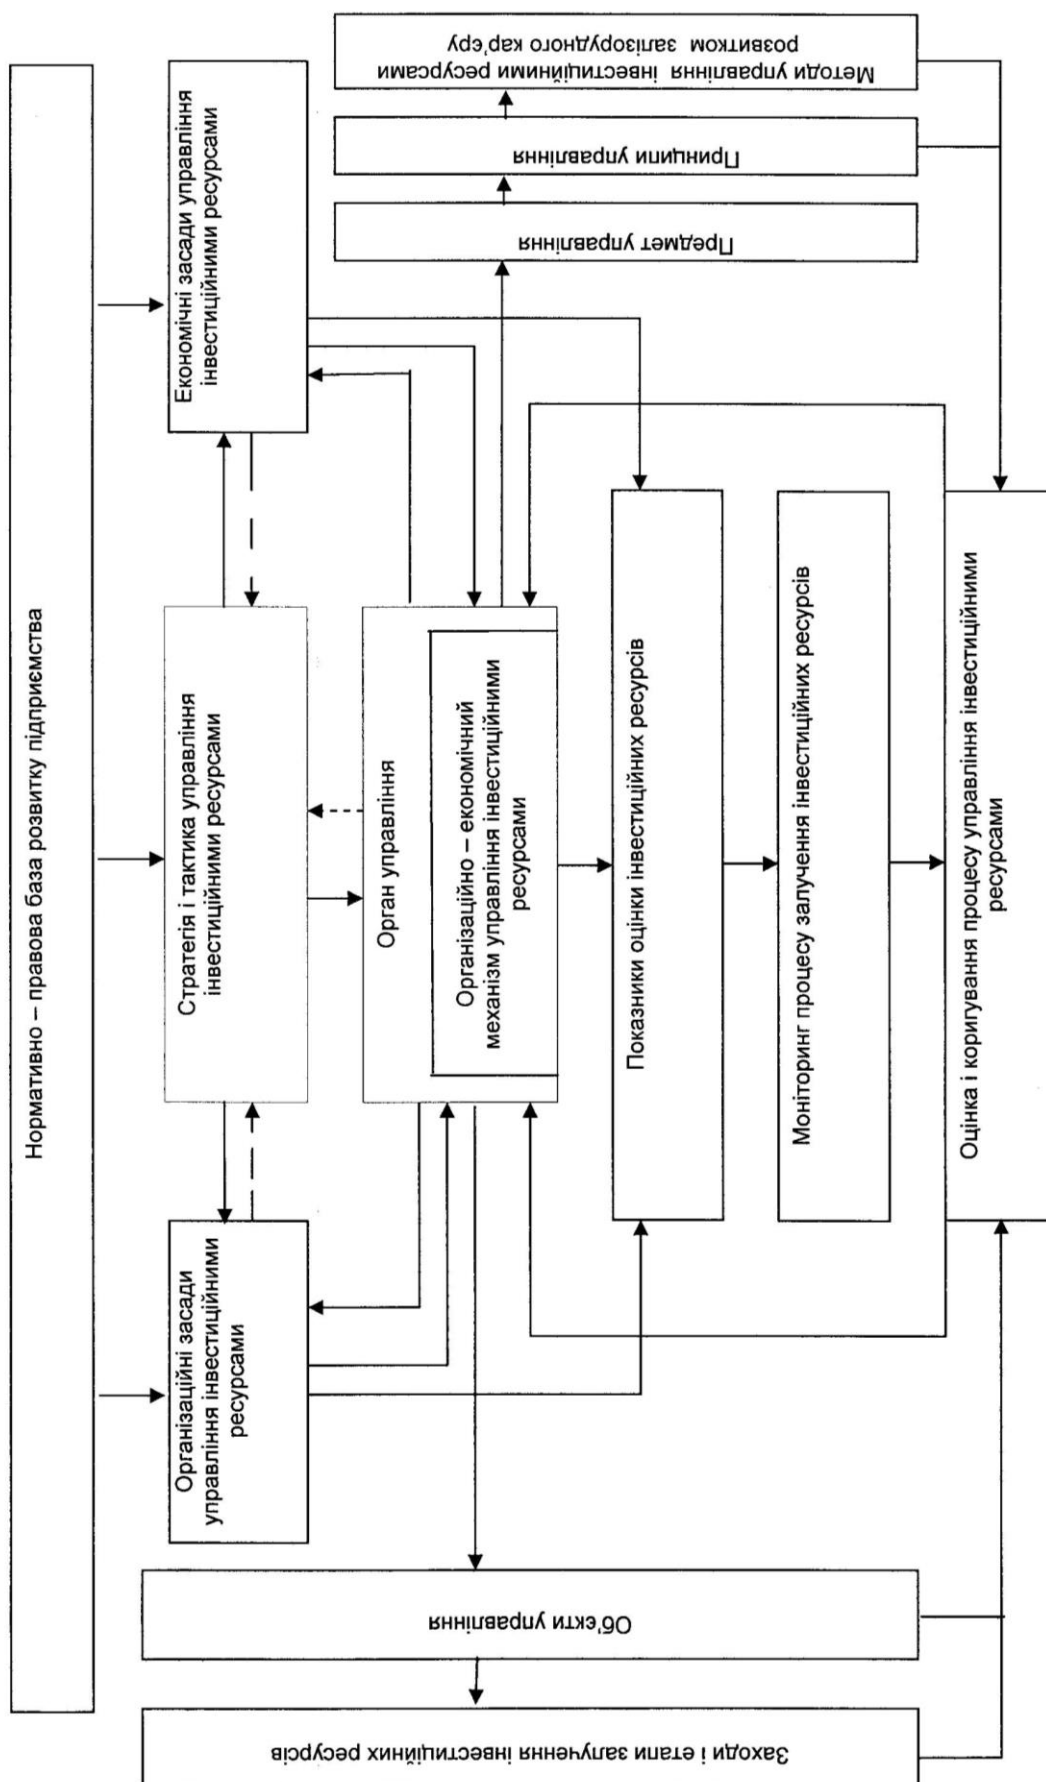 Нормативно – правова база розвитку підприємства
Організаційні засади
управління інвестиційними
ресурсами
Стратегія і тактика управління
інвестиційними ресурсами
Економічні засади управління
інвестиційними ресурсами
Орган управління
Організаційно – економічний
механізм управління інвестиційними
ресурсами
Заходи і етапи залучення інвестиційних ресурсів
Об'єкти управління
Предмет управління
Принципи управління
Методи управління інвестиційними ресурсами
розвитком залізорудного кар'єру
Показники оцінки інвестиційних ресурсів
Моніторинг процесу залучення інвестиційних ресурсів
Оцінка і коригування процесу управління інвестиційними
ресурсами